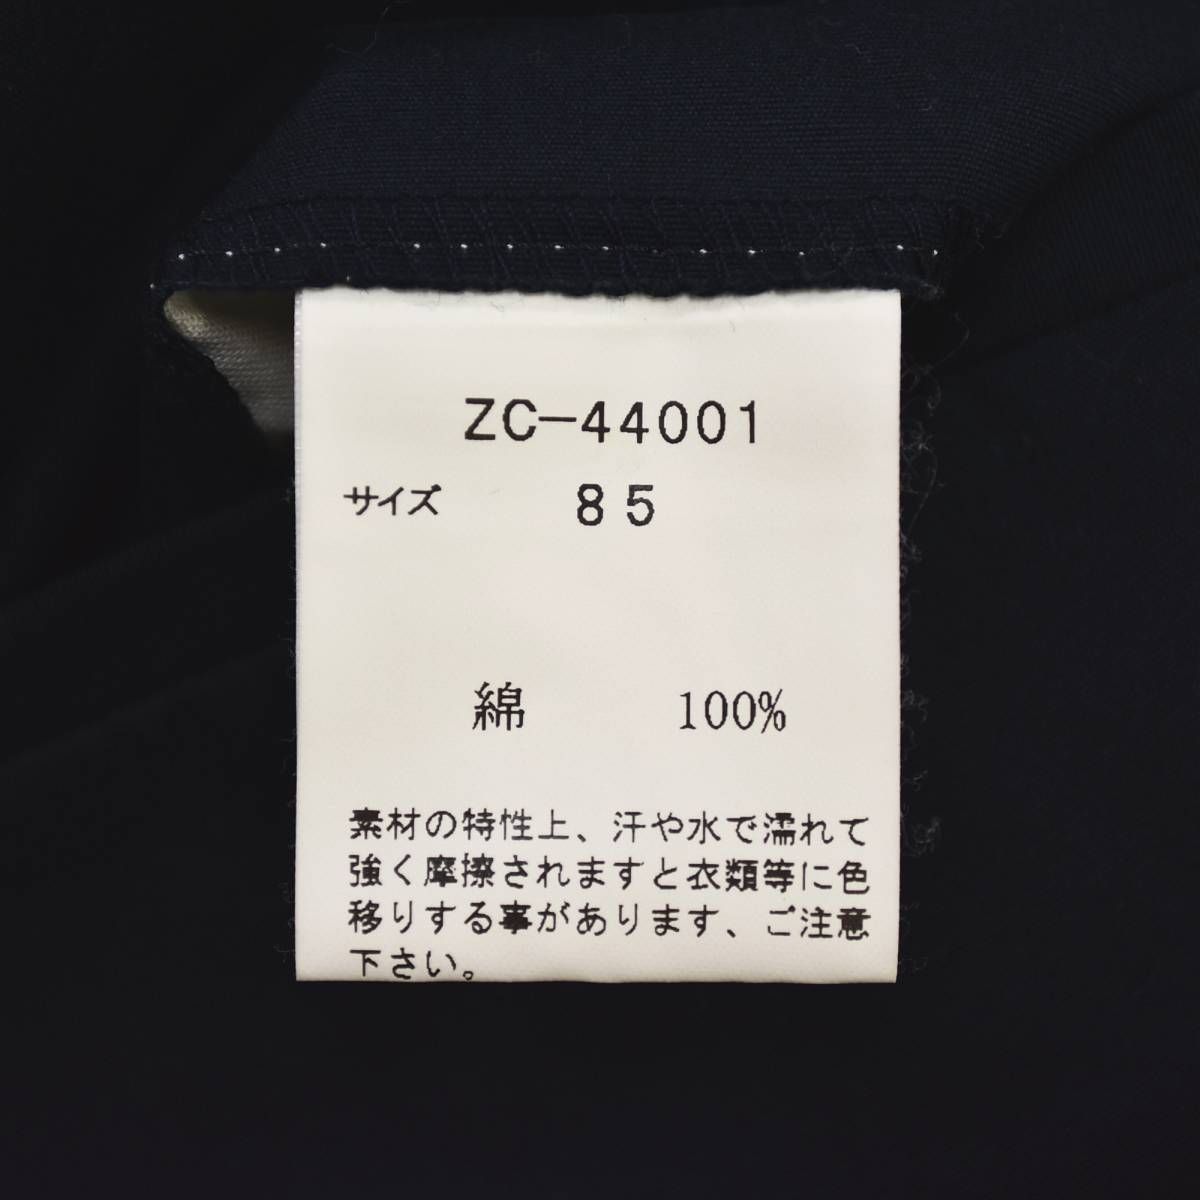 ZC-44001
サイズ 85
綿 100%
素材の特性上、汗や水で濡れて
強く摩擦されますと衣類等に色
移りする事があります、ご注意
下さい。